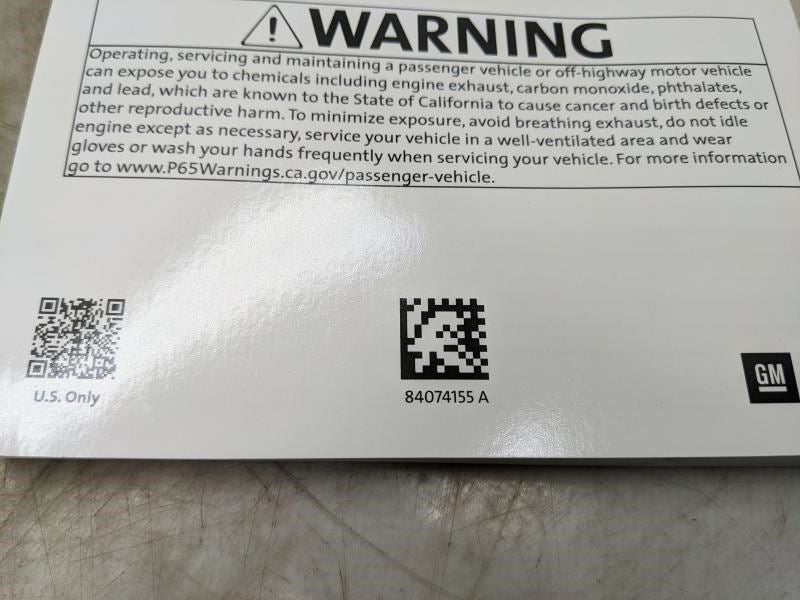 WARNING
Operating, servicing and maintaining a passenger vehicle or off-highway motor vehicle
can expose you to chemicals including engine exhaust, carbon monoxide, phthalates,
and lead, which are known to the State of California to cause cancer and birth defects or
other reproductive harm. To minimize exposure, avoid breathing exhaust, do not idle
engine except as necessary, service your vehicle in a well-ventilated area and wear
gloves or wash your hands frequently when servicing your vehicle. For more information
go to www.P65Warnings.ca.gov/passenger-vehicle.
U.S. Only
84074155 A
GM